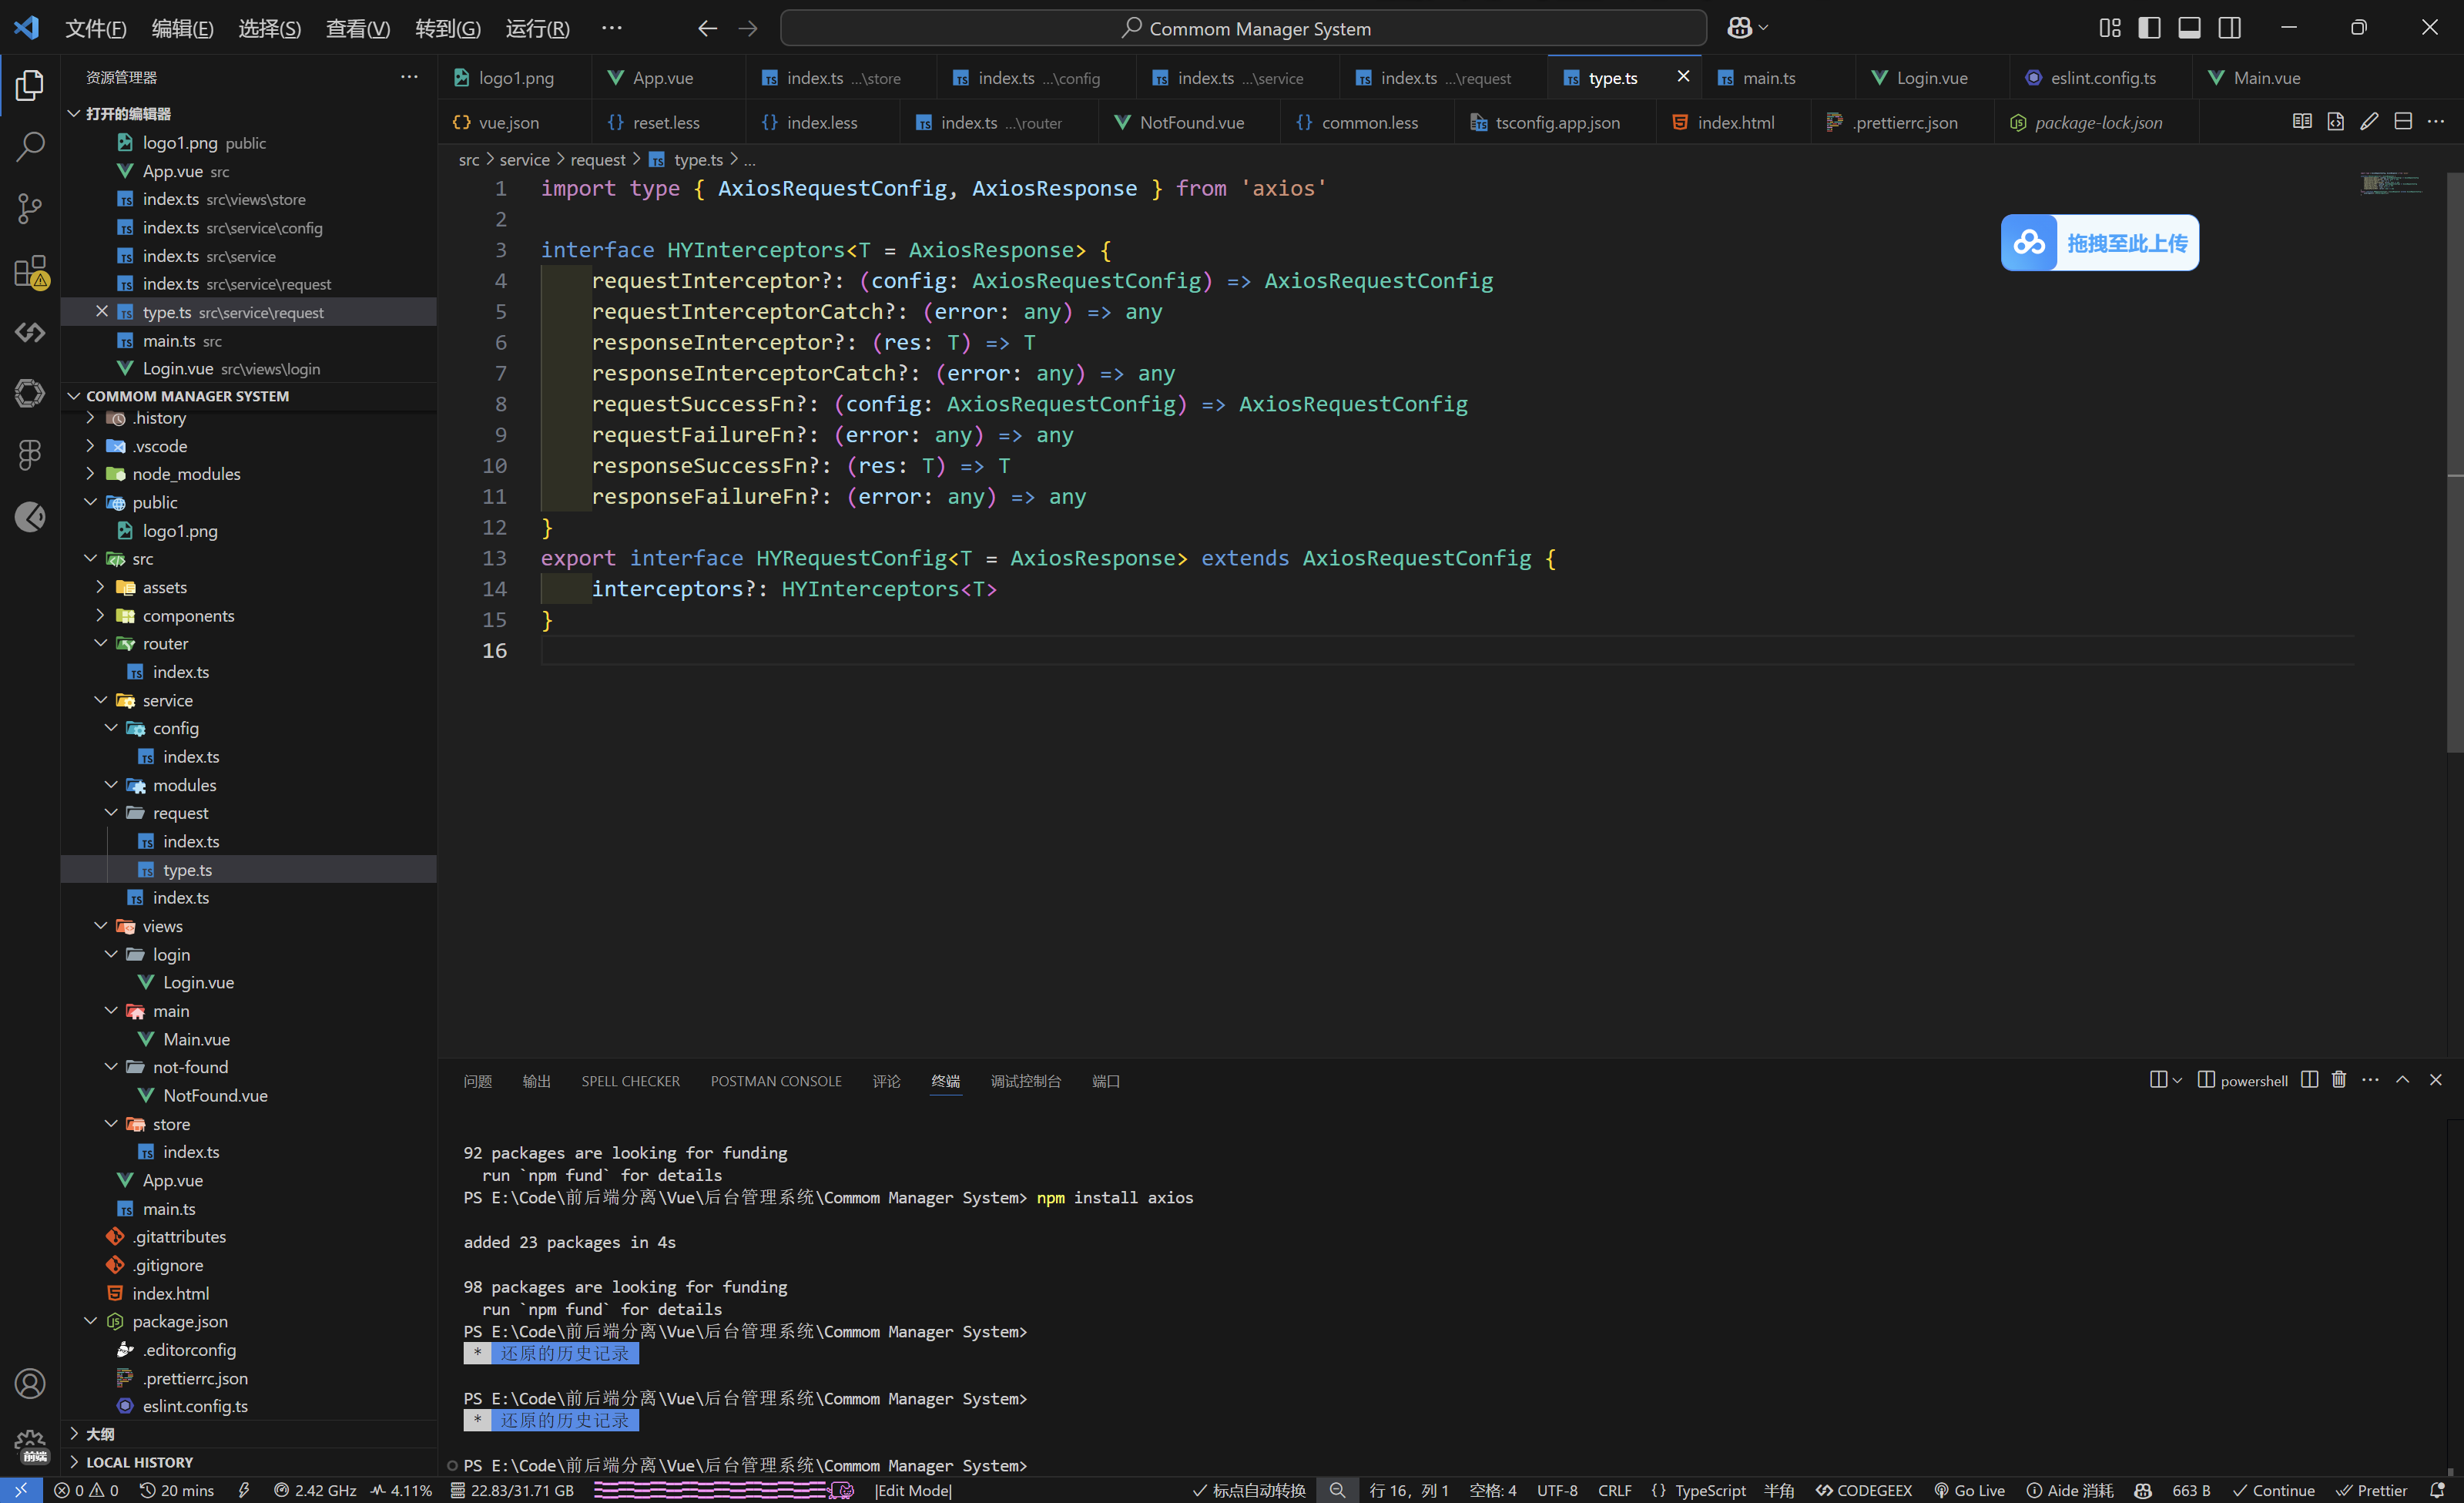 文件(F) 编辑(E) 选择(S) 查看(V) 转到(G) 运行(R) ··· Commom Manager System
资源管理器
打开的编辑器
logo1.png public
App.vue src
index.ts src\views\store
index.ts src\service\config
index.ts src\service
index.ts src\service\request
type.ts src\service\request
main.ts src
Login.vue src\views\login
COMMOM MANAGER SYSTEM
.history
.vscode
node_modules
public
logo1.png
src
assets
components
router
index.ts
service
config
index.ts
modules
request
index.ts
type.ts
index.ts
views
login
Login.vue
main
Main.vue
not-found
NotFound.vue
store
index.ts
App.vue
main.ts
.gitattributes
.gitignore
index.html
package.json
.editorconfig
.prettierrc.json
eslint.config.ts
大纲
LOCAL HISTORY
前端
logo1.png App.vue index.ts ...\store index.ts ...\config index.ts ...\service index.ts ...\request type.ts main.ts Login.vue eslint.config.ts Main.vue
vue.json reset.less index.less index.ts ...\router NotFound.vue common.less tsconfig.app.json index.html .prettierrc.json package-lock.json
src > service > request > type.ts > ...
1 import type { AxiosRequestConfig, AxiosResponse } from 'axios'
2
3 interface HYInterceptors<T = AxiosResponse> {
4 requestInterceptor?: (config: AxiosRequestConfig) => AxiosRequestConfig
5 requestInterceptorCatch?: (error: any) => any
6 responseInterceptor?: (res: T) => T
7 responseInterceptorCatch?: (error: any) => any
8 requestSuccessFn?: (config: AxiosRequestConfig) => AxiosRequestConfig
9 requestFailureFn?: (error: any) => any
10 responseSuccessFn?: (res: T) => T
11 responseFailureFn?: (error: any) => any
12 }
13 export interface HYRequestConfig<T = AxiosResponse> extends AxiosRequestConfig {
14 interceptors?: HYInterceptors<T>
15 }
16
拖拽至此上传
问题 输出 SPELL CHECKER POSTMAN CONSOLE 评论 终端 调试控制台 端口 powershell
92 packages are looking for funding
run `npm fund` for details
PS E:\Code\前后端分离\Vue\后台管理系统\Commom Manager System> npm install axios
added 23 packages in 4s
98 packages are looking for funding
run `npm fund` for details
PS E:\Code\前后端分离\Vue\后台管理系统\Commom Manager System>
* 还原的历史记录
PS E:\Code\前后端分离\Vue\后台管理系统\Commom Manager System>
* 还原的历史记录
PS E:\Code\前后端分离\Vue\后台管理系统\Commom Manager System>
0 0 20 mins 2.42 GHz 4.11% 22.83/31.71 GB |Edit Mode| 标点自动转换 行 16，列 1 空格: 4 UTF-8 CRLF {} TypeScript 半角 CODEGEEX Go Live Aide 消耗 663 B Continue Prettier